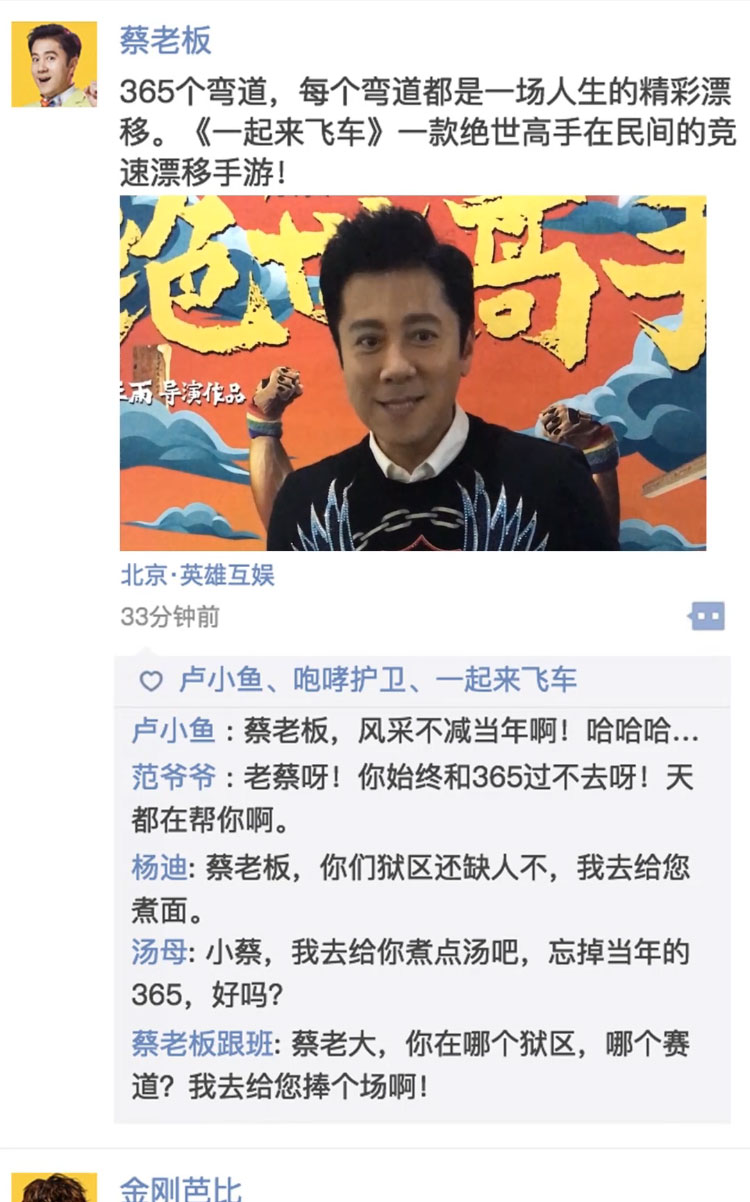 蔡老板
365个弯道，每个弯道都是一场人生的精彩漂
移。《一起来飞车》一款绝世高手在民间的竞
速漂移手游！
绝世高手
导演作品
北京·英雄互娱
33分钟前
卢小鱼、咆哮护卫、一起来飞车
卢小鱼：蔡老板，风采不减当年啊！哈哈哈…
范爷爷：老蔡呀！你始终和365过不去呀！天
都在帮你啊。
杨迪: 蔡老板，你们狱区还缺人不，我去给您
煮面。
汤母: 小蔡，我去给你煮点汤吧，忘掉当年的
365，好吗？
蔡老板跟班: 蔡老大，你在哪个狱区，哪个赛
道？我去给您捧个场啊！
金刚芭比